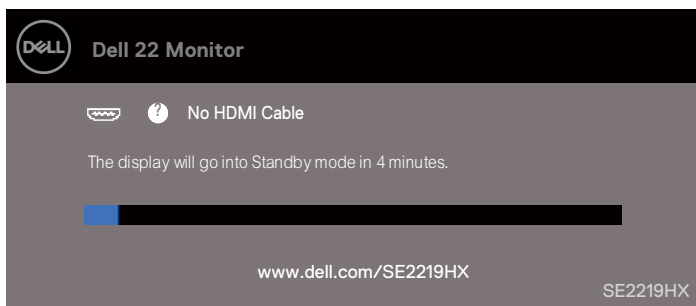 DELL
Dell 22 Monitor
? No HDMI Cable
The display will go into Standby mode in 4 minutes.
www.dell.com/SE2219HX
SE2219HX